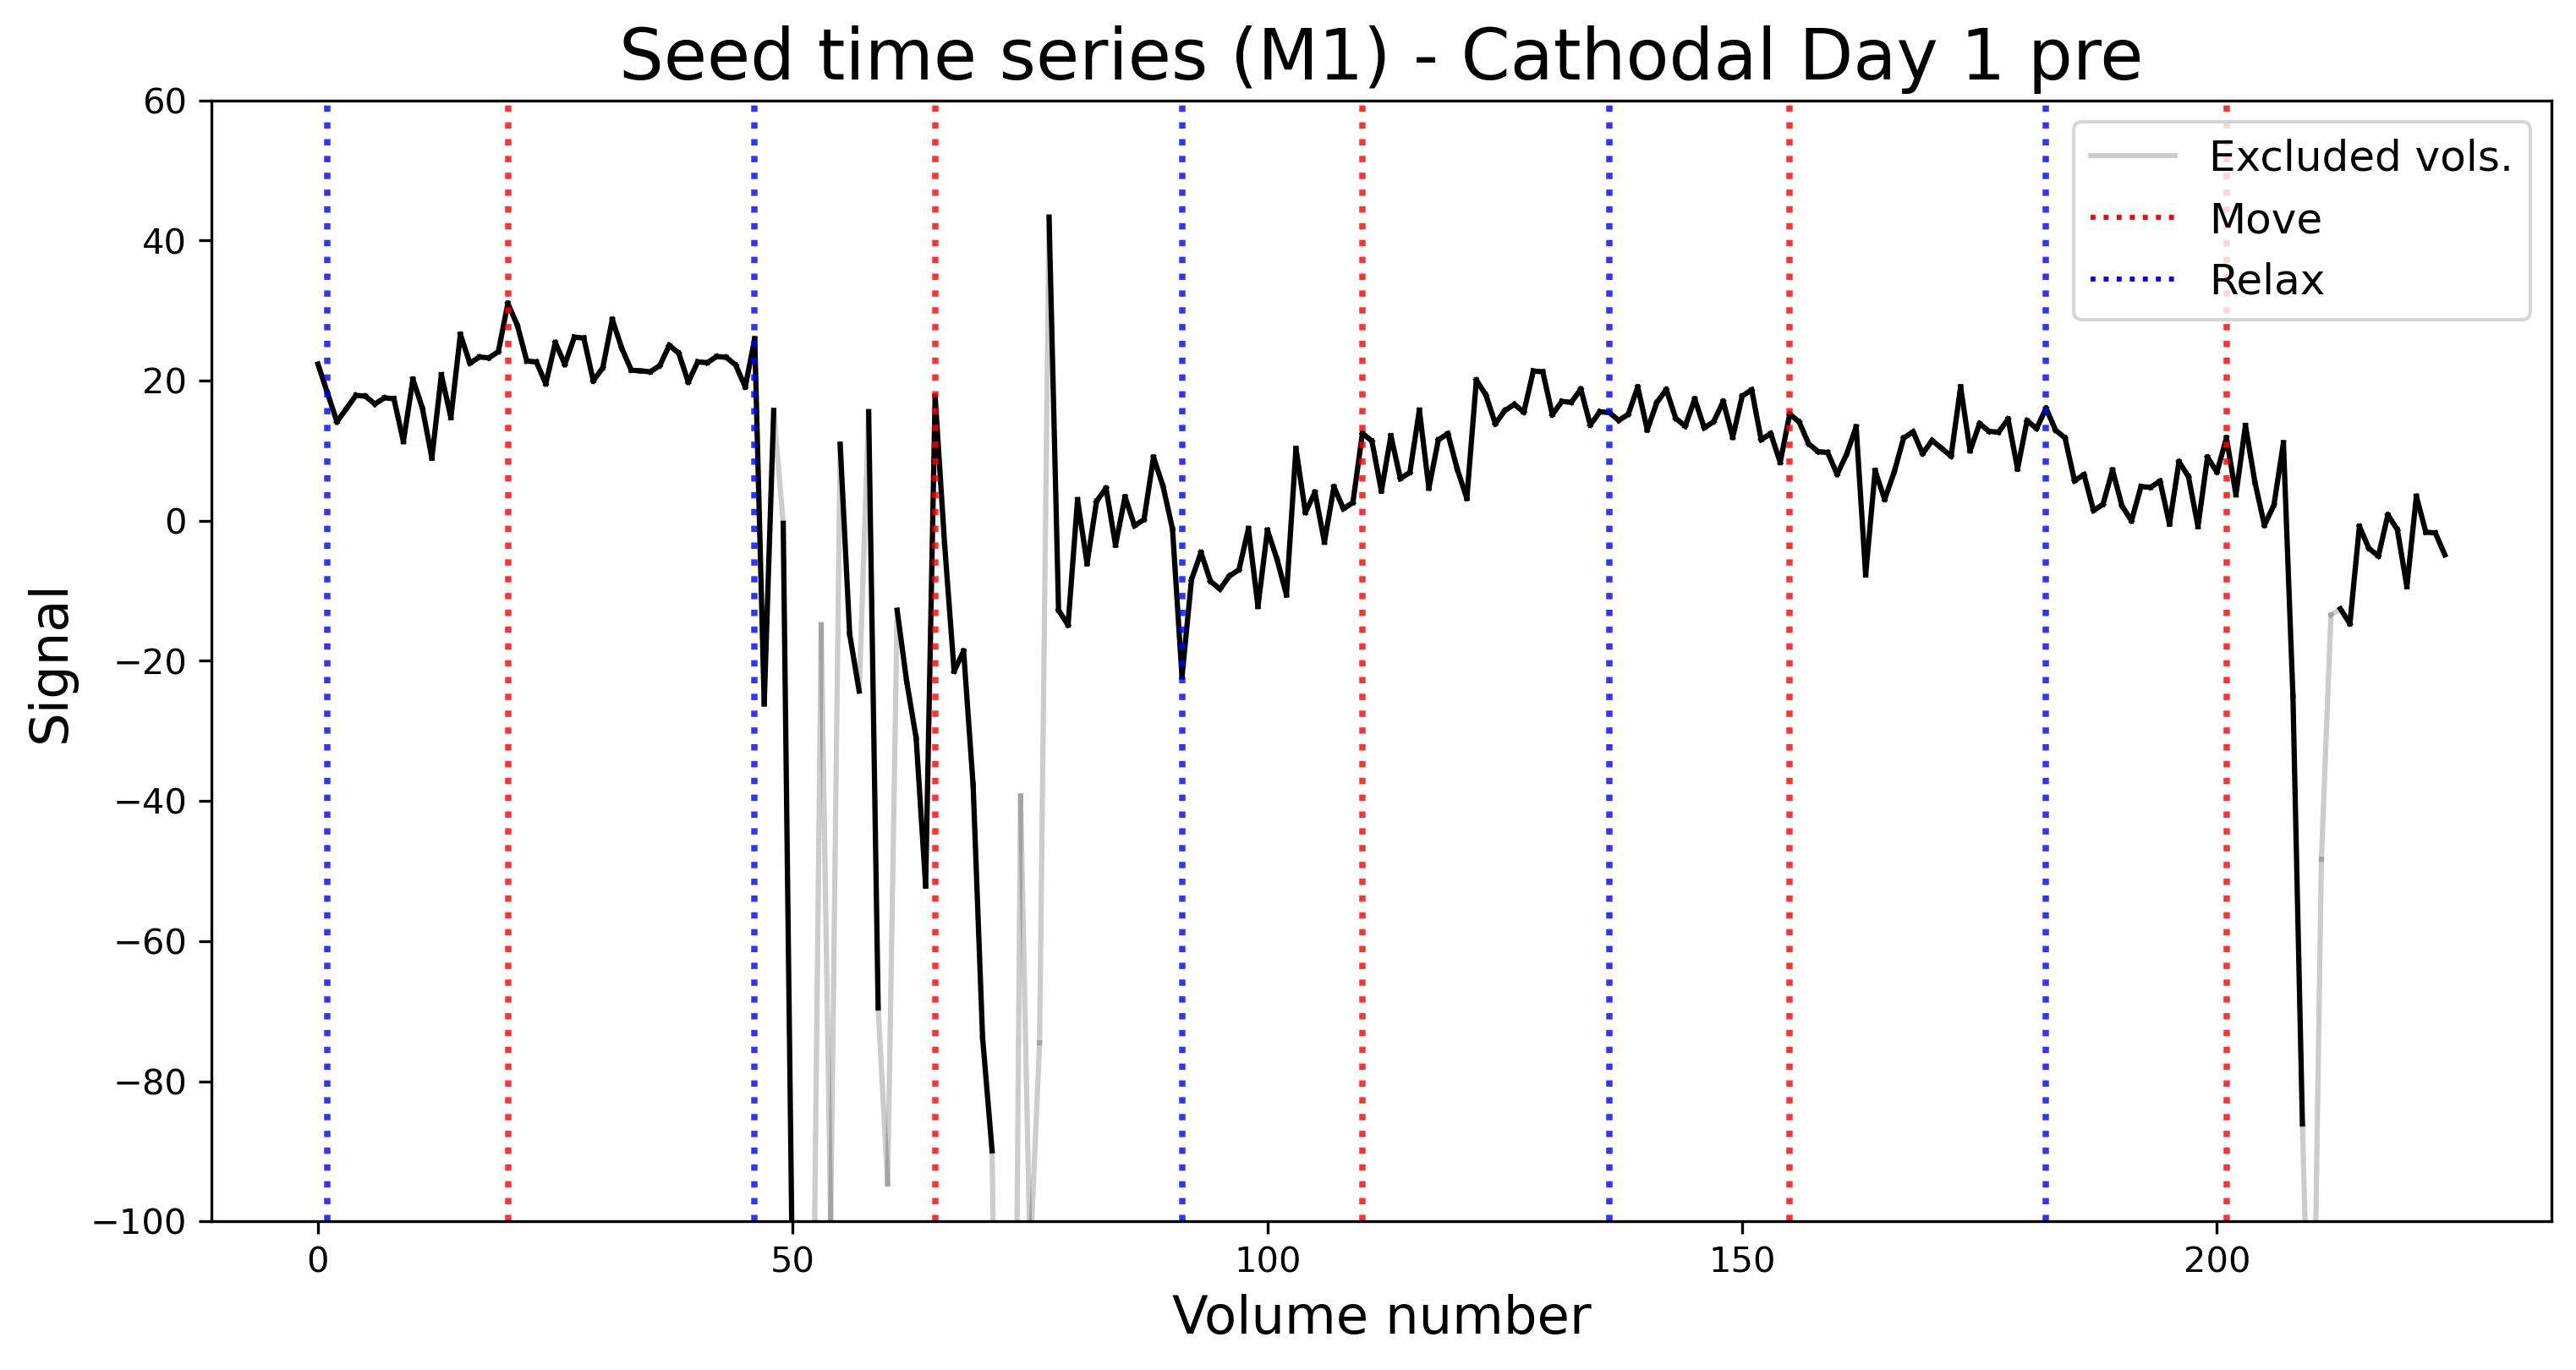 Seed time series (M1) - Cathodal Day 1 pre
60
40
20
0
−20
−40
−60
−80
−100
Signal
Excluded vols.
Move
Relax
0
50
100
150
200
Volume number